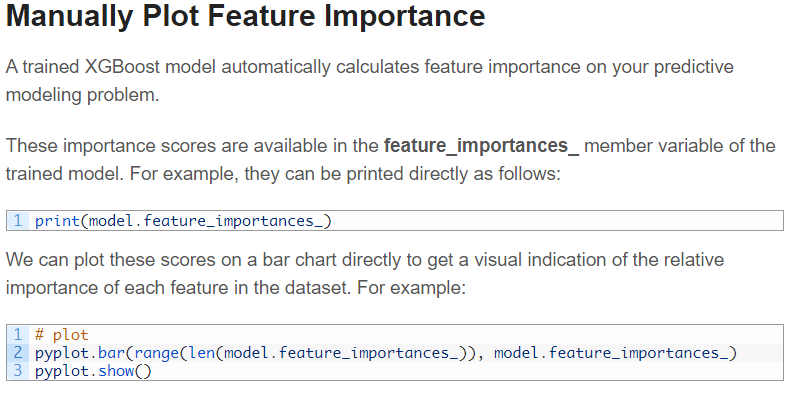 Manually Plot Feature Importance
A trained XGBoost model automatically calculates feature importance on your predictive
modeling problem.
These importance scores are available in the feature_importances_ member variable of the
trained model. For example, they can be printed directly as follows:
1 print(model.feature_importances_)
We can plot these scores on a bar chart directly to get a visual indication of the relative
importance of each feature in the dataset. For example:
1 # plot
2 pyplot.bar(range(len(model.feature_importances_)), model.feature_importances_)
3 pyplot.show()